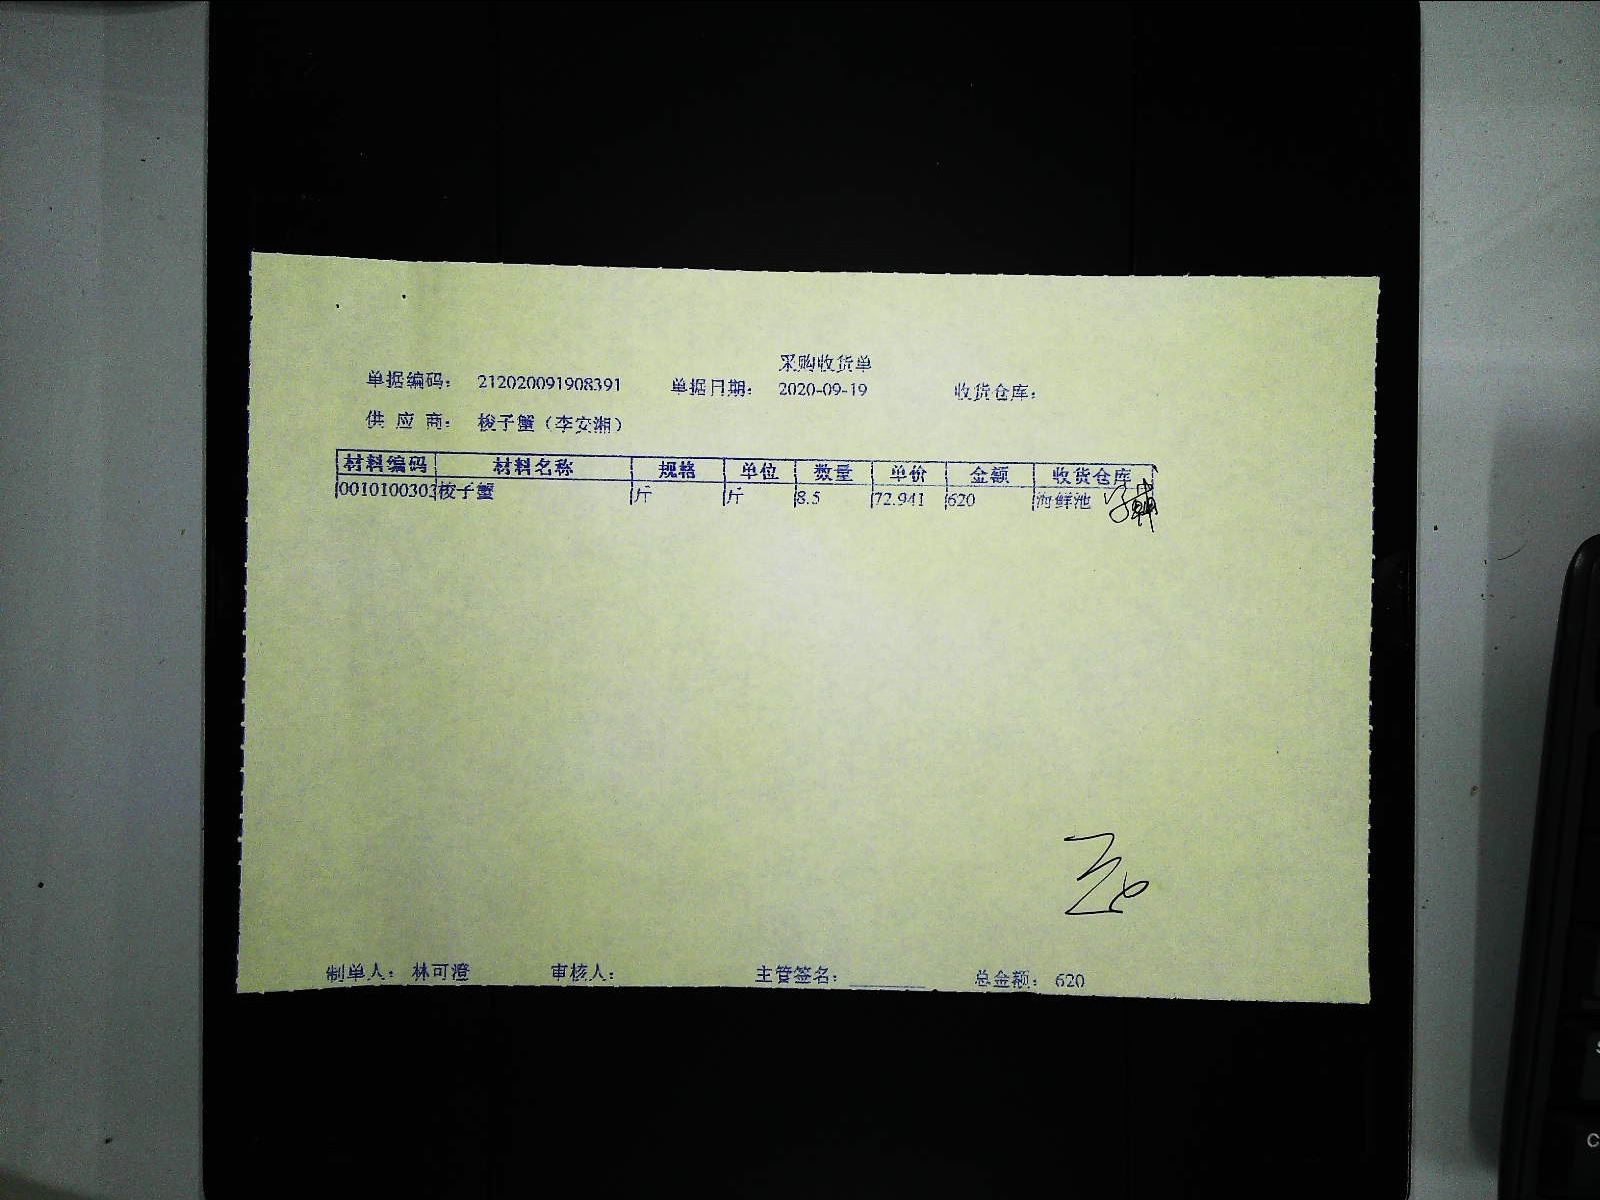 采购收货单
单据编码： 212020091908391 单据日期： 2020-09-19 收货仓库：
供 应 商： 梭子蟹（李交湘）
材料编码 材料名称 规格 单位 数量 单价 金额 收货仓库
0010100303 梭子蟹 斤 斤 8.5 72.941 620 海鲜池
制单人： 林可澄 审核人： 主管签名： 总金额： 620